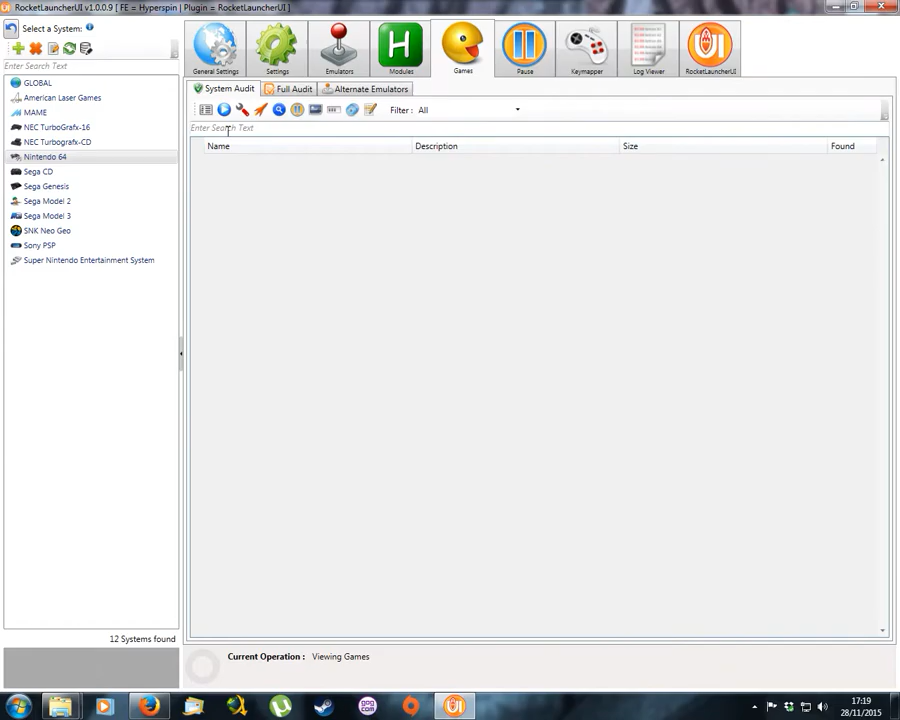 RocketLauncherUI v1.0.0.9 [ FE = Hyperspin | Plugin = RocketLauncherUI ]
Select a System:
Enter Search Text
GLOBAL
American Laser Games
MAME
NEC TurboGrafx-16
NEC Turbografx-CD
Nintendo 64
Sega CD
Sega Genesis
Sega Model 2
Sega Model 3
SNK Neo Geo
Sony PSP
Super Nintendo Entertainment System
12 Systems found
General Settings
Settings
Emulators
H
Modules
Games
Pause
Keymapper
Log Viewer
UI
RocketLauncherUI
System Audit
Full Audit
Alternate Emulators
Filter : All
Enter Search Text
Name
Description
Size
Found
Current Operation : Viewing Games
gog
com
UI
17:19
28/11/2015